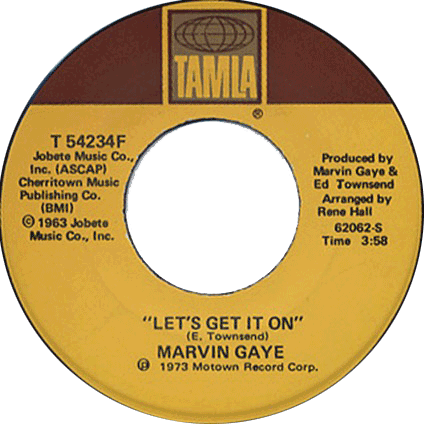 TAMLA
®
T 54234F
Jobete Music Co.,
Inc. (ASCAP)
Cherritown Music
Publishing Co.
(BMI)
© 1963 Jobete
Music Co., Inc.
Produced by
Marvin Gaye &
Ed Townsend
Arranged by
Rene Hall
62062-S
Time 3:58
"LET'S GET IT ON"
(E. Townsend)
MARVIN GAYE
℗ 1973 Motown Record Corp.